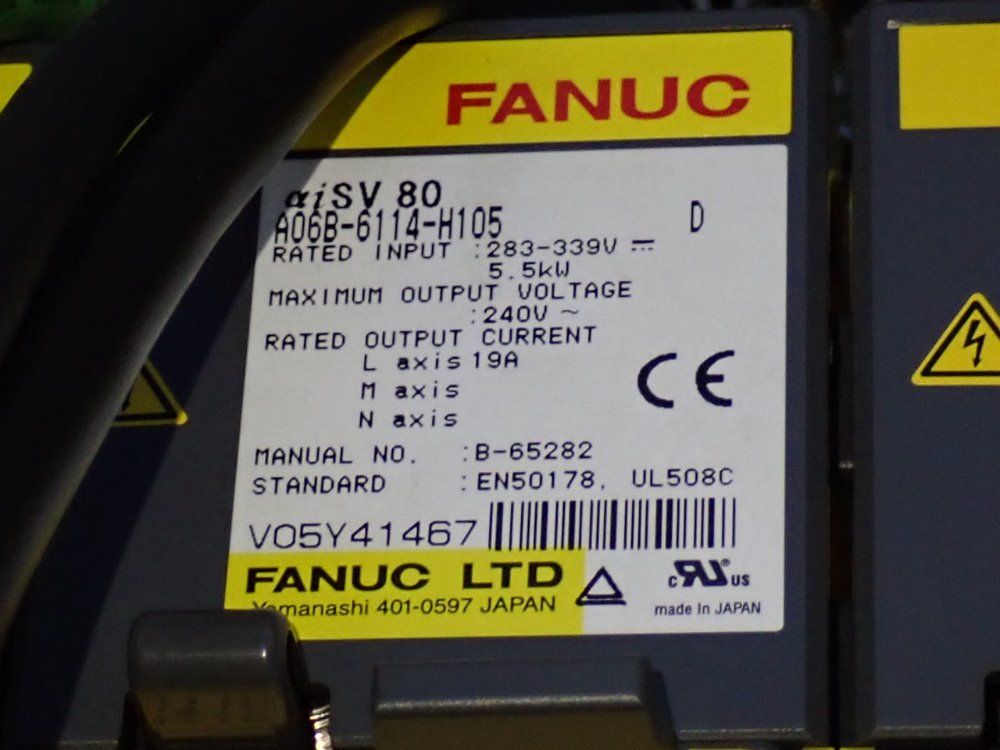 FANUC
αiSV 80
A06B-6114-H105 D
RATED INPUT :283-339V ⎓
5.5kW
MAXIMUM OUTPUT VOLTAGE
:240V ~
RATED OUTPUT CURRENT
L axis 19A
M axis
N axis
CE
MANUAL NO. :B-65282
STANDARD :EN50178, UL508C
V05Y41467
FANUC LTD
Yamanashi 401-0597 JAPAN
c RU ® US
made In JAPAN